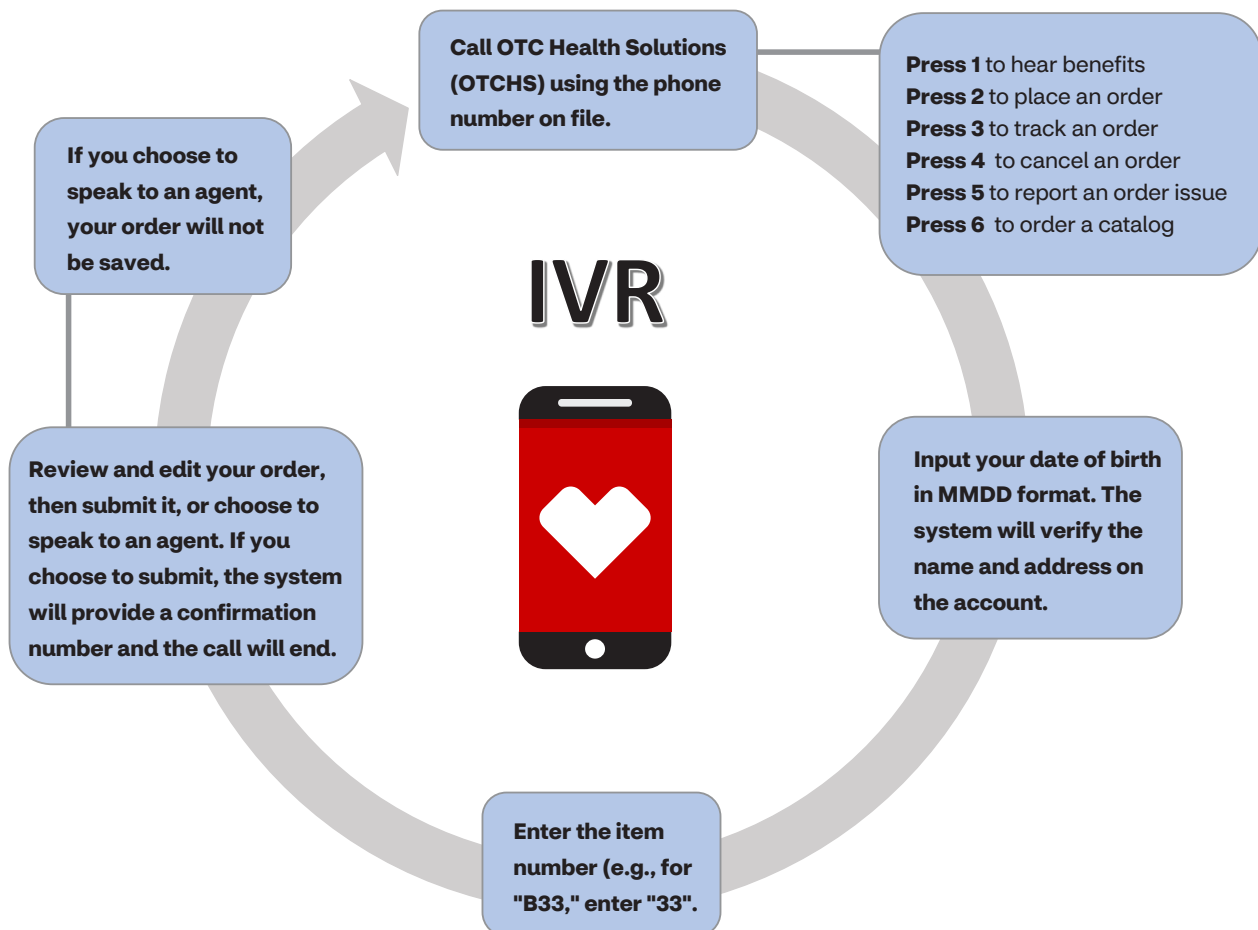 Call OTC Health Solutions
(OTCHS) using the phone
number on file.
Press 1 to hear benefits
Press 2 to place an order
Press 3 to track an order
Press 4 to cancel an order
Press 5 to report an order issue
Press 6 to order a catalog
Input your date of birth
in MMDD format. The
system will verify the
name and address on
the account.
Enter the item
number (e.g., for
"B33," enter "33".
Review and edit your order,
then submit it, or choose to
speak to an agent. If you
choose to submit, the system
will provide a confirmation
number and the call will end.
If you choose to
speak to an agent,
your order will not
be saved.
IVR